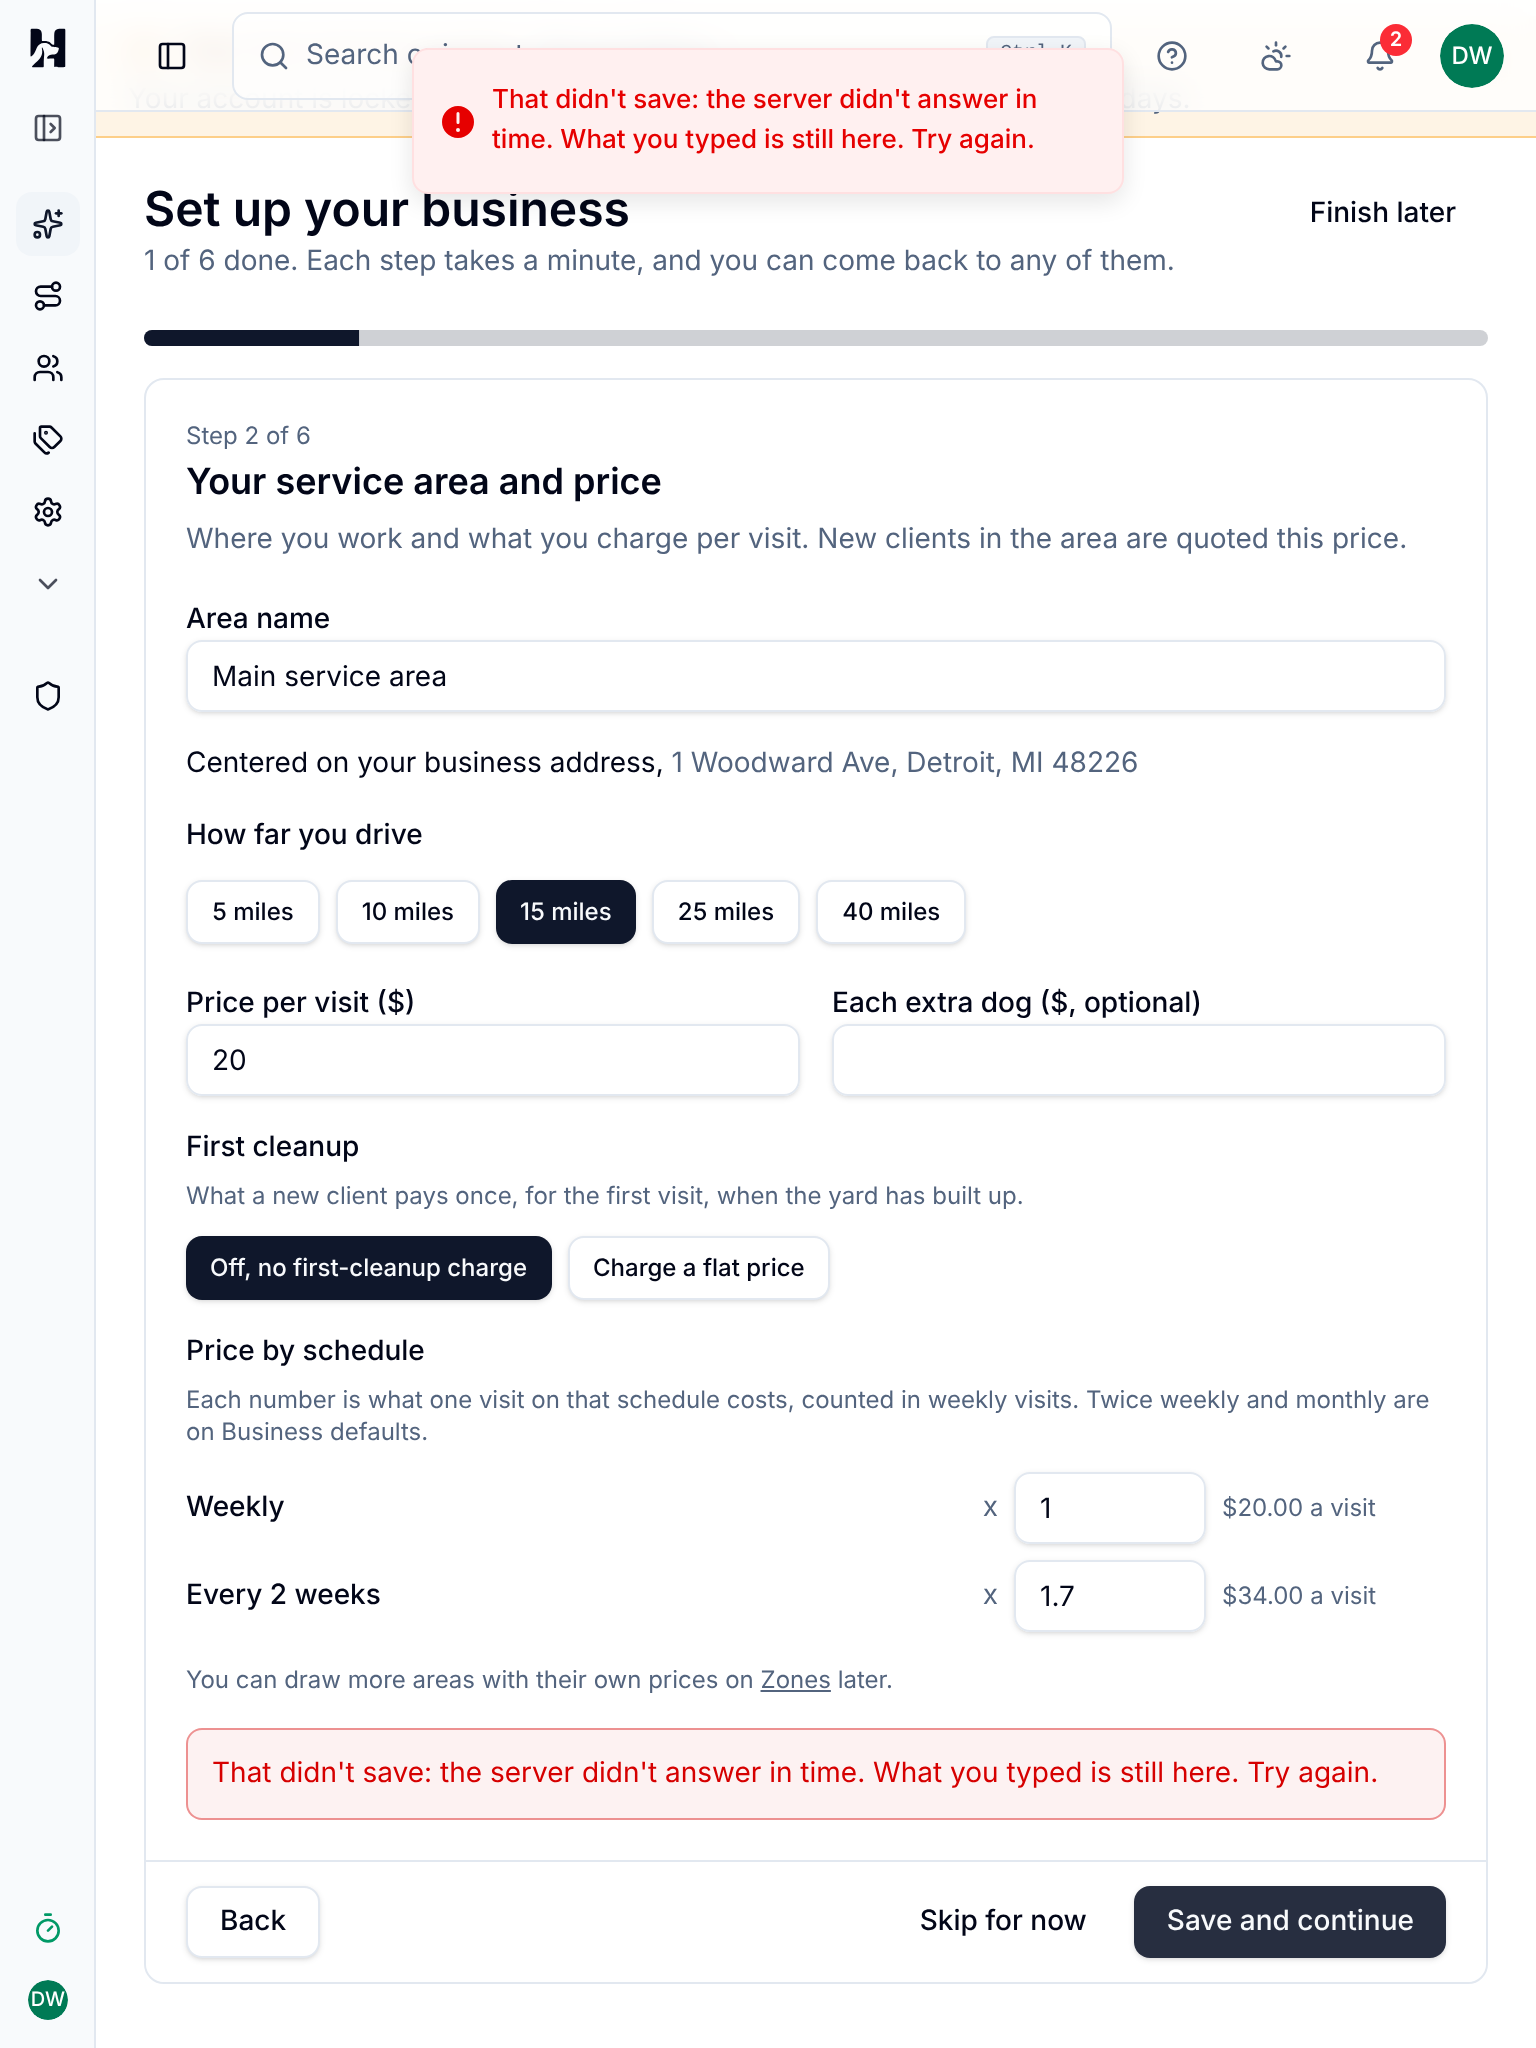 Search
2
DW
Your account is locke
days.
That didn't save: the server didn't answer in
time. What you typed is still here. Try again.
Set up your business
Finish later
1 of 6 done. Each step takes a minute, and you can come back to any of them.
Step 2 of 6
Your service area and price
Where you work and what you charge per visit. New clients in the area are quoted this price.
Area name
Main service area
Centered on your business address, 1 Woodward Ave, Detroit, MI 48226
How far you drive
5 miles
10 miles
15 miles
25 miles
40 miles
Price per visit ($)
Each extra dog ($, optional)
20
First cleanup
What a new client pays once, for the first visit, when the yard has built up.
Off, no first-cleanup charge
Charge a flat price
Price by schedule
Each number is what one visit on that schedule costs, counted in weekly visits. Twice weekly and monthly are
on Business defaults.
Weekly
x
1
$20.00 a visit
Every 2 weeks
x
1.7
$34.00 a visit
You can draw more areas with their own prices on Zones later.
That didn't save: the server didn't answer in time. What you typed is still here. Try again.
Back
Skip for now
Save and continue
DW